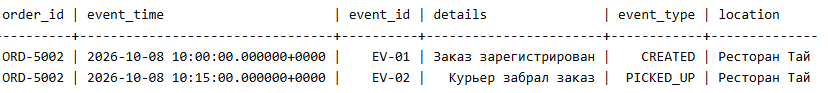 order_id | event_time | event_id | details | event_type | location
---------+---------------------------------+----------+----------------------+------------+--------------
ORD-5002 | 2026-10-08 10:00:00.000000+0000 | EV-01 | Заказ зарегистрирован | CREATED | Ресторан Тай
ORD-5002 | 2026-10-08 10:15:00.000000+0000 | EV-02 | Курьер забрал заказ | PICKED_UP | Ресторан Тай